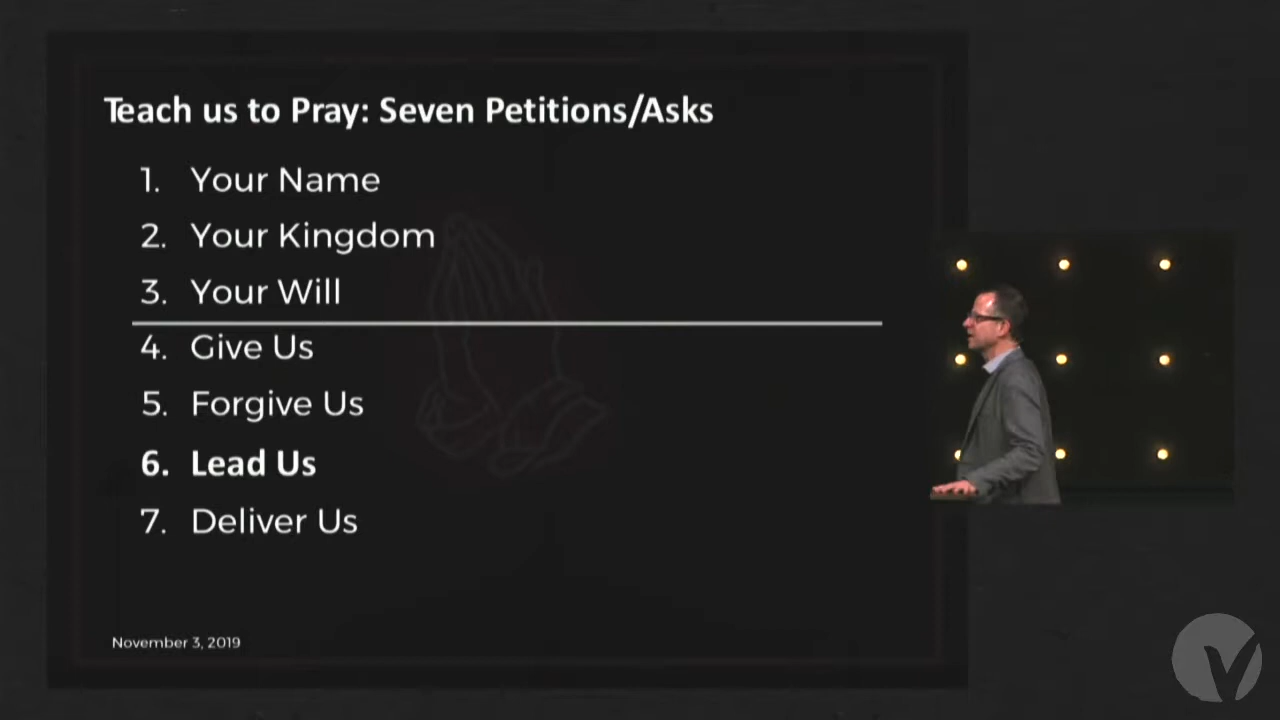 Teach us to Pray: Seven Petitions/Asks
1. Your Name
2. Your Kingdom
3. Your Will
4. Give Us
5. Forgive Us
6. Lead Us
7. Deliver Us
November 3, 2019